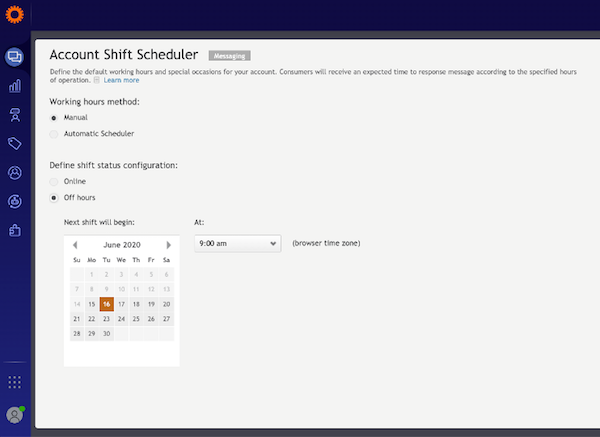 Account Shift Scheduler Messaging
Define the default working hours and special occasions for your account. Consumers will receive an expected time to response message according to the specified hours
of operation. Learn more
Working hours method:
Manual
Automatic Scheduler
Define shift status configuration:
Online
Off hours
Next shift will begin: At:
June 2020 9:00 am (browser time zone)
Su Mo Tu We Th Fr Sa
1 2 3 4 5 6
7 8 9 10 11 12 13
14 15 16 17 18 19 20
21 22 23 24 25 26 27
28 29 30